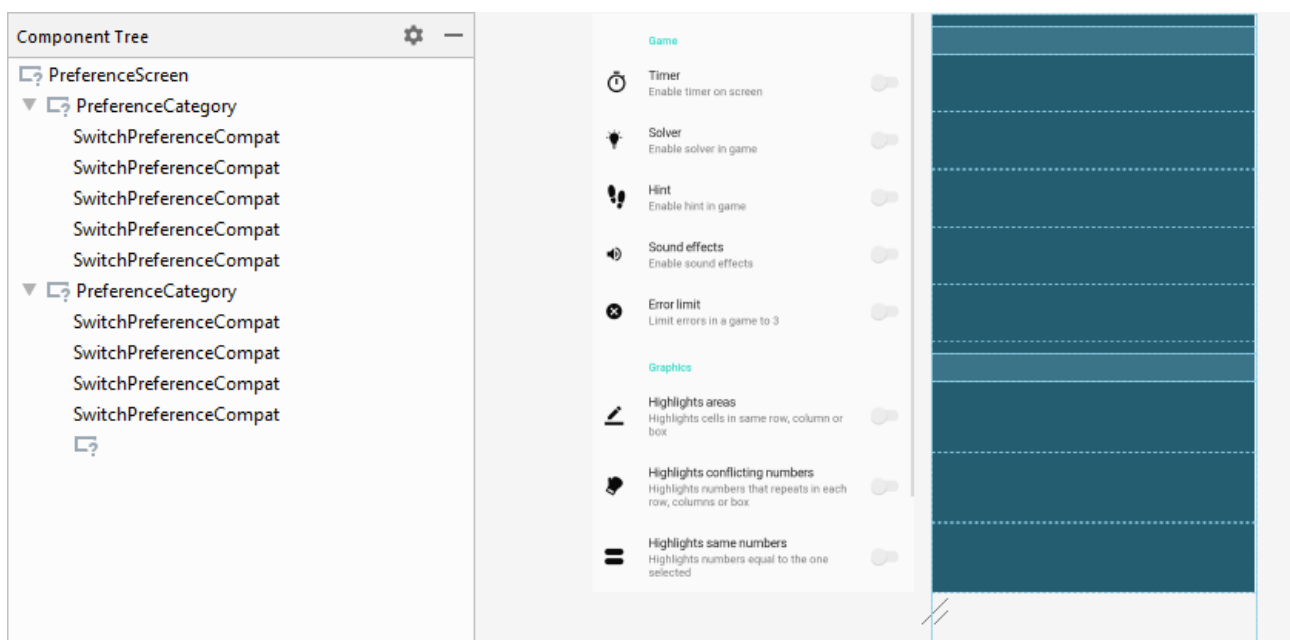 Component Tree
PreferenceScreen
PreferenceCategory
SwitchPreferenceCompat
SwitchPreferenceCompat
SwitchPreferenceCompat
SwitchPreferenceCompat
SwitchPreferenceCompat
PreferenceCategory
SwitchPreferenceCompat
SwitchPreferenceCompat
SwitchPreferenceCompat
SwitchPreferenceCompat
Game
Timer
Enable timer on screen
Solver
Enable solver in game
Hint
Enable hint in game
Sound effects
Enable sound effects
Error limit
Limit errors in a game to 3
Graphics
Highlights areas
Highlights cells in same row, column or
box
Highlights conflicting numbers
Highlights numbers that repeats in each
row, columns or box
Highlights same numbers
Highlights numbers equal to the one
selected